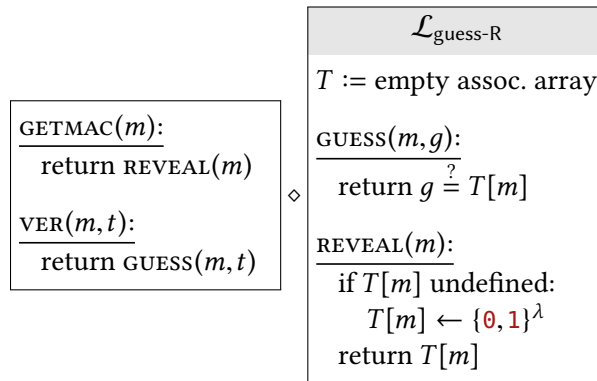 GETMAC(m):
return REVEAL(m)
VER(m, t):
return GUESS(m, t)
⋄
𝓛guess-R
T := empty assoc. array
GUESS(m, g):
return g ≟ T[m]
REVEAL(m):
if T[m] undefined:
T[m] ← {0, 1}^λ
return T[m]